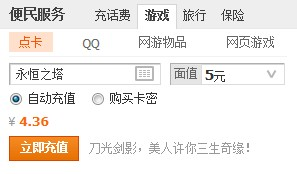 便民服务 充话费 游戏 旅行 保险
点卡 QQ 网游物品 网页游戏
永恒之塔 面值 5元
自动充值 购买卡密
¥ 4.36
立即充值 刀光剑影，美人许你三生奇缘！